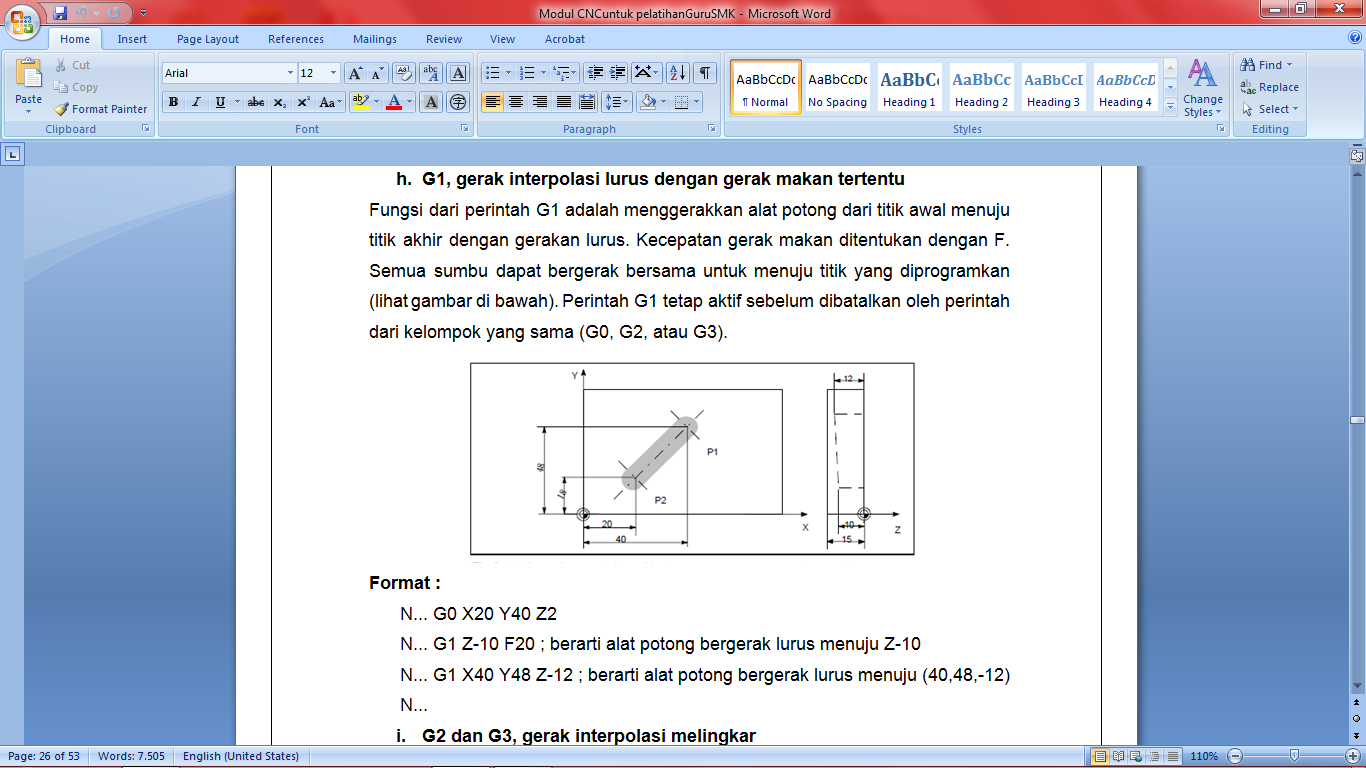 Modul CNCuntuk pelatihanGuruSMK - Microsoft Word
Home Insert Page Layout References Mailings Review View Acrobat
Paste
Cut
Copy
Format Painter
Clipboard
Arial 12
Font
Paragraph
AaBbCcDc AaBbCcDc AaBbC AaBbCc AaBbCcI AaBbCcD
¶ Normal No Spacing Heading 1 Heading 2 Heading 3 Heading 4
Change
Styles
Styles
Find
Replace
Select
Editing
h. G1, gerak interpolasi lurus dengan gerak makan tertentu
Fungsi dari perintah G1 adalah menggerakkan alat potong dari titik awal menuju
titik akhir dengan gerakan lurus. Kecepatan gerak makan ditentukan dengan F.
Semua sumbu dapat bergerak bersama untuk menuju titik yang diprogramkan
(lihat gambar di bawah). Perintah G1 tetap aktif sebelum dibatalkan oleh perintah
dari kelompok yang sama (G0, G2, atau G3).
Y
12
P1
48
18
P2
20
40
X
10
15
Z
Format :
N... G0 X20 Y40 Z2
N... G1 Z-10 F20 ; berarti alat potong bergerak lurus menuju Z-10
N... G1 X40 Y48 Z-12 ; berarti alat potong bergerak lurus menuju (40,48,-12)
N...
i. G2 dan G3, gerak interpolasi melingkar
Page: 26 of 53 Words: 7.505 English (United States) 110%